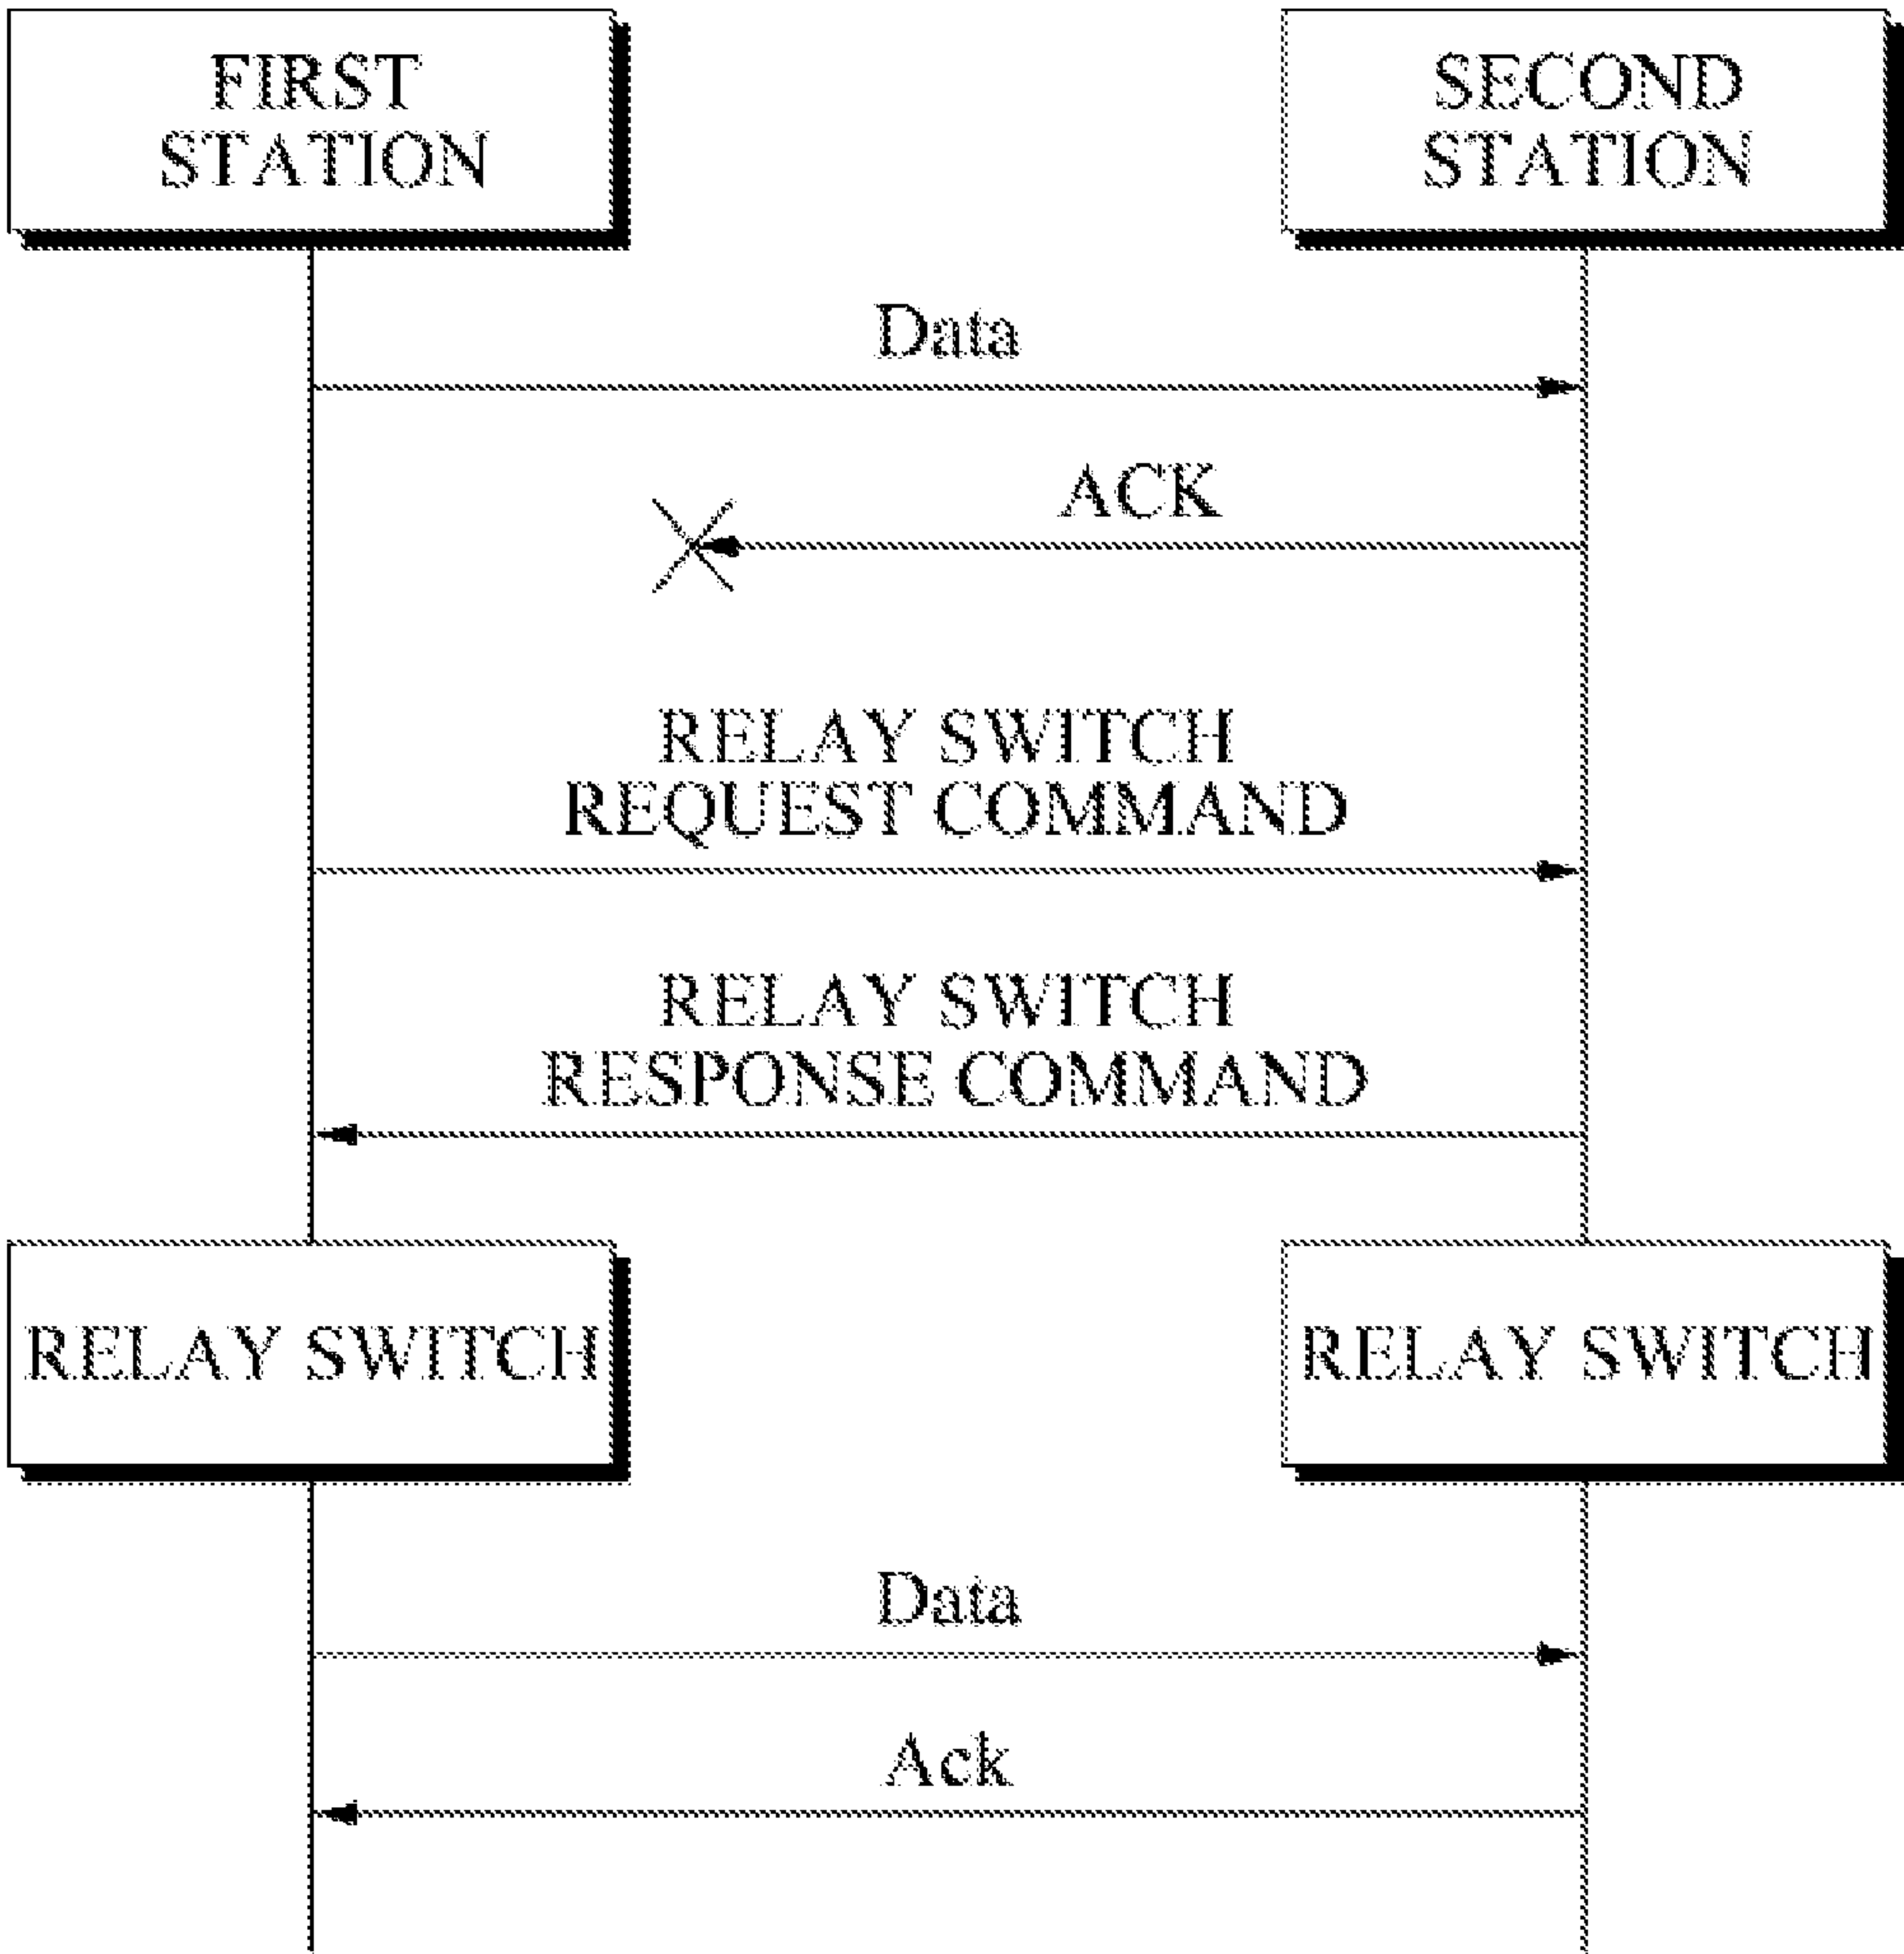 FIRST
STATION
SECOND
STATION
Data
ACK
RELAY SWITCH
REQUEST COMMAND
RELAY SWITCH
RESPONSE COMMAND
RELAY SWITCH
RELAY SWITCH
Data
Ack